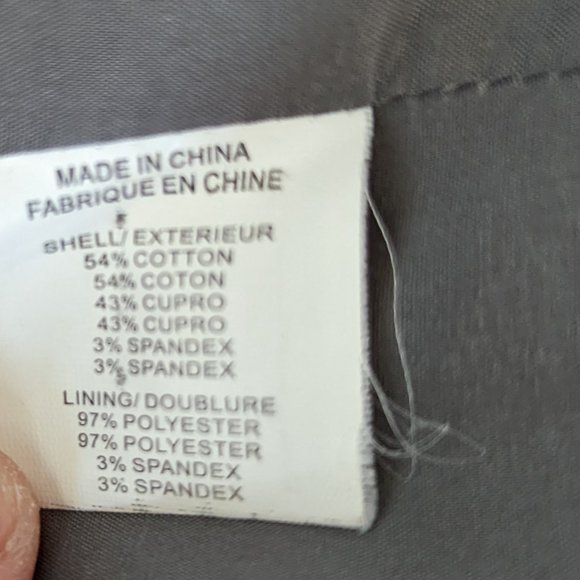 MADE IN CHINA
FABRIQUE EN CHINE
SHELL/ EXTERIEUR
54% COTTON
54% COTON
43% CUPRO
43% CUPRO
3% SPANDEX
3% SPANDEX
LINING/ DOUBLURE
97% POLYESTER
97% POLYESTER
3% SPANDEX
3% SPANDEX